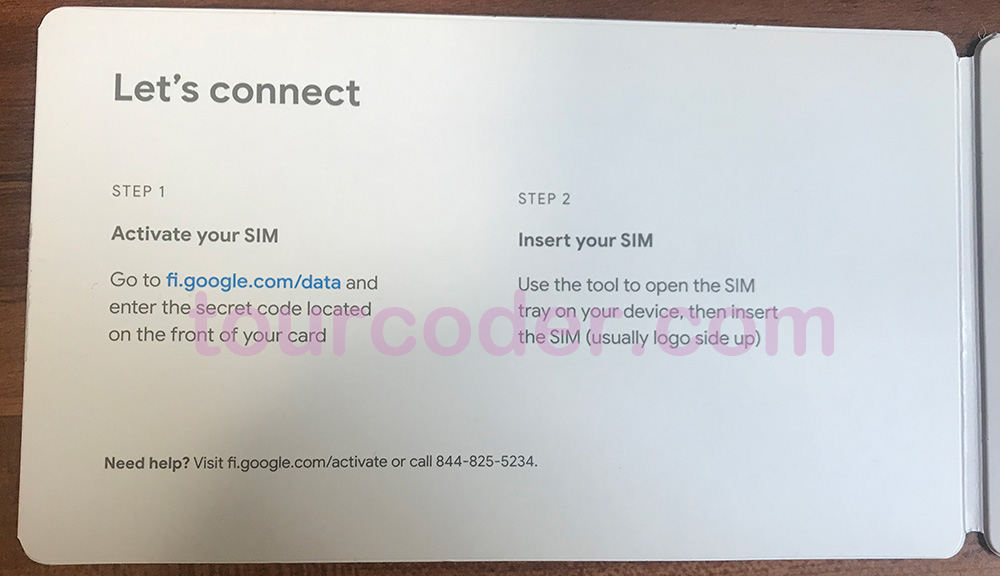 Let's connect
STEP 1
Activate your SIM
Go to fi.google.com/data and
enter the secret code located
on the front of your card
STEP 2
Insert your SIM
Use the tool to open the SIM
tray on your device, then insert
the SIM (usually logo side up)
tourcoder.com
Need help? Visit fi.google.com/activate or call 844-825-5234.